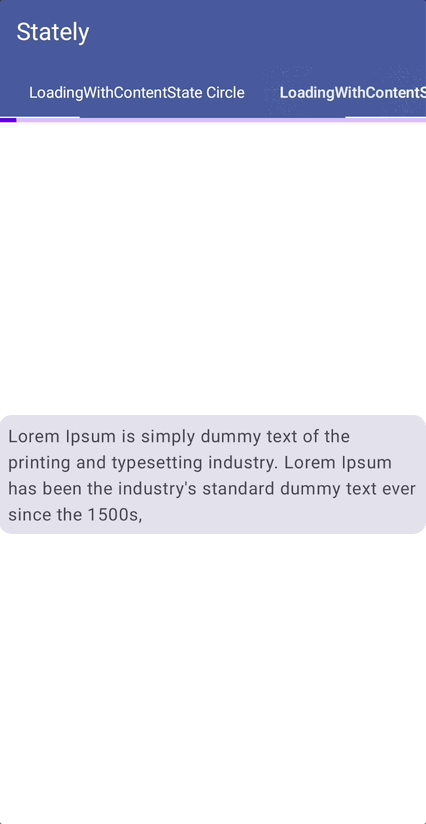 Stately
LoadingWithContentState Circle LoadingWithContentS
Lorem Ipsum is simply dummy text of the
printing and typesetting industry. Lorem Ipsum
has been the industry's standard dummy text ever
since the 1500s,